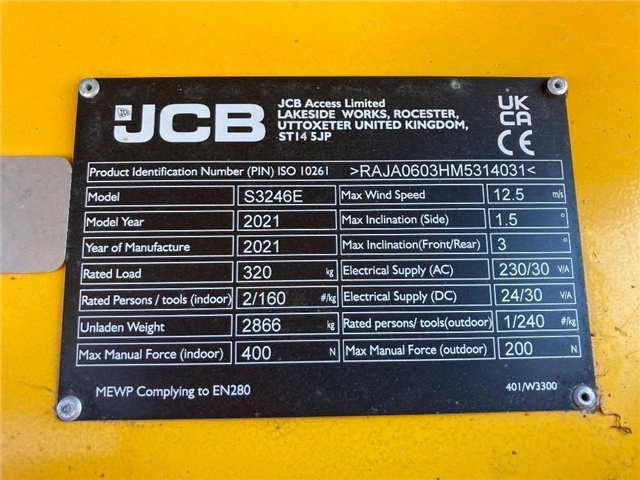 JCB
JCB Access Limited
LAKESIDE WORKS, ROCESTER,
UTTOXETER UNITED KINGDOM,
ST14 5JP
UK
CA
CE
Product Identification Number (PIN) ISO 10261 >RAJA0603HM5314031<
Model S3246E Max Wind Speed 12.5 m/s
Model Year 2021 Max Inclination (Side) 1.5 °
Year of Manufacture 2021 Max Inclination(Front/Rear) 3 °
Rated Load 320 kg Electrical Supply (AC) 230/30 V/A
Rated Persons / tools (indoor) 2/160 #/kg Electrical Supply (DC) 24/30 V/A
Unladen Weight 2866 kg Rated persons/ tools(outdoor) 1/240 #/kg
Max Manual Force (indoor) 400 N Max Manual Force (outdoor) 200 N
MEWP Complying to EN280 401/W3300